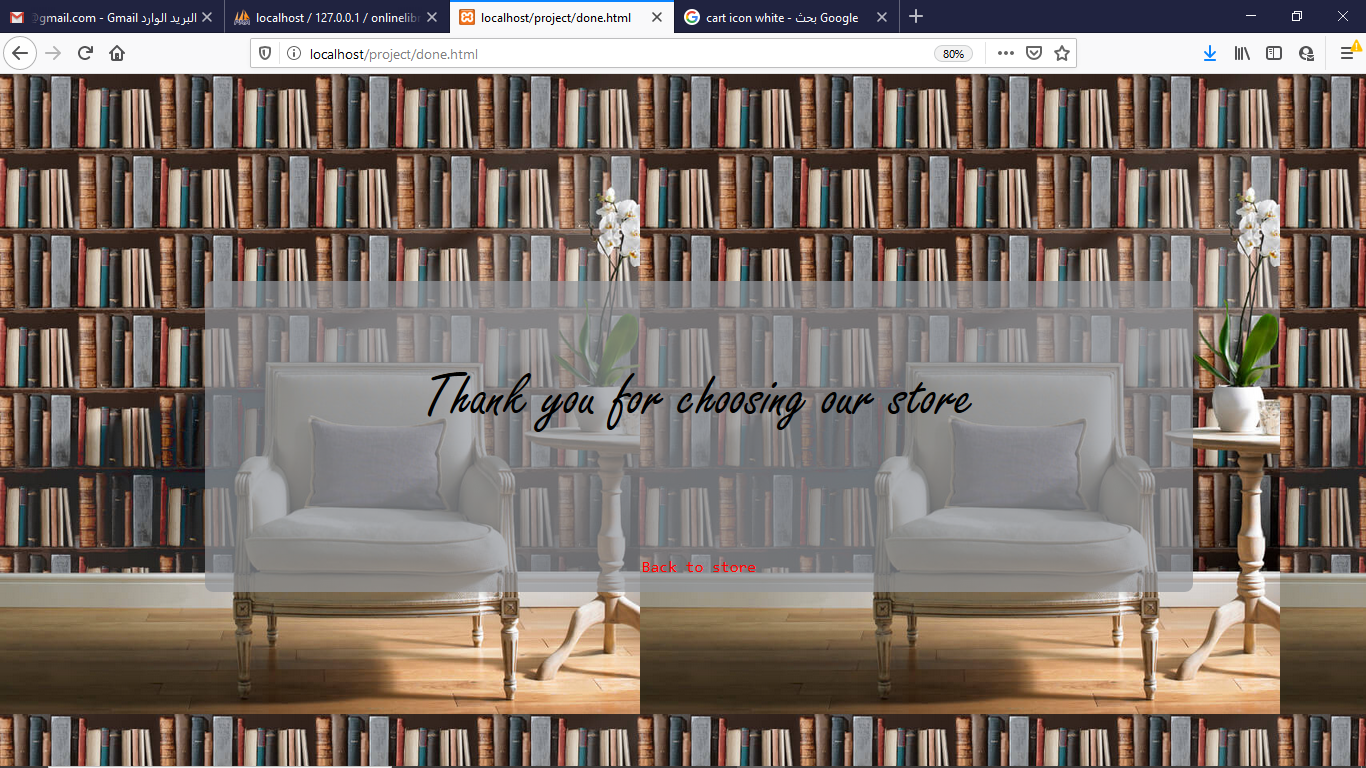 @gmail.com - Gmail البريد الوارد
localhost / 127.0.0.1 / onlinelibr
localhost/project/done.html
cart icon white - بحث Google
localhost/project/done.html
80%
Thank you for choosing our store
Back to store